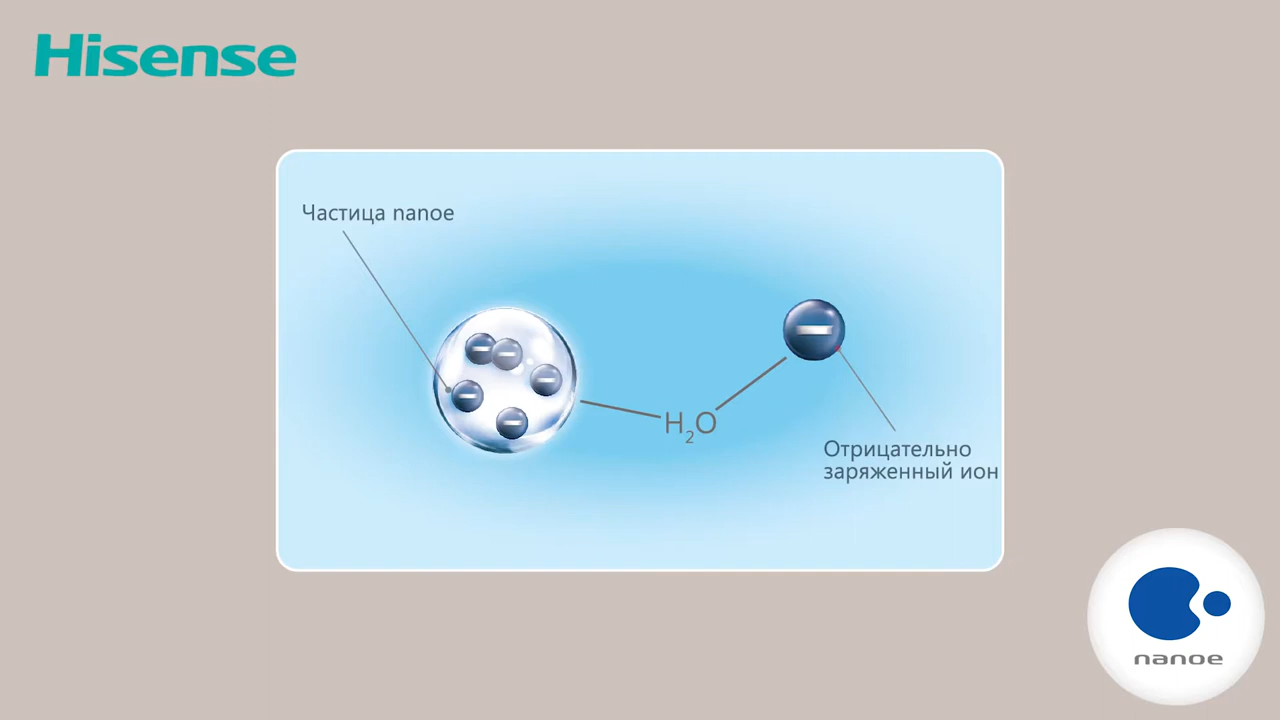 Hisense
Частица nanoe
H₂O
Отрицательно
заряженный ион
nanoe